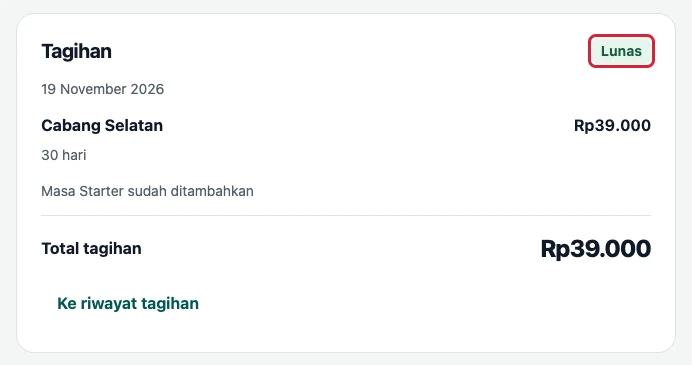 Tagihan
Lunas
19 November 2026
Cabang Selatan
Rp39.000
30 hari
Masa Starter sudah ditambahkan
Total tagihan
Rp39.000
Ke riwayat tagihan